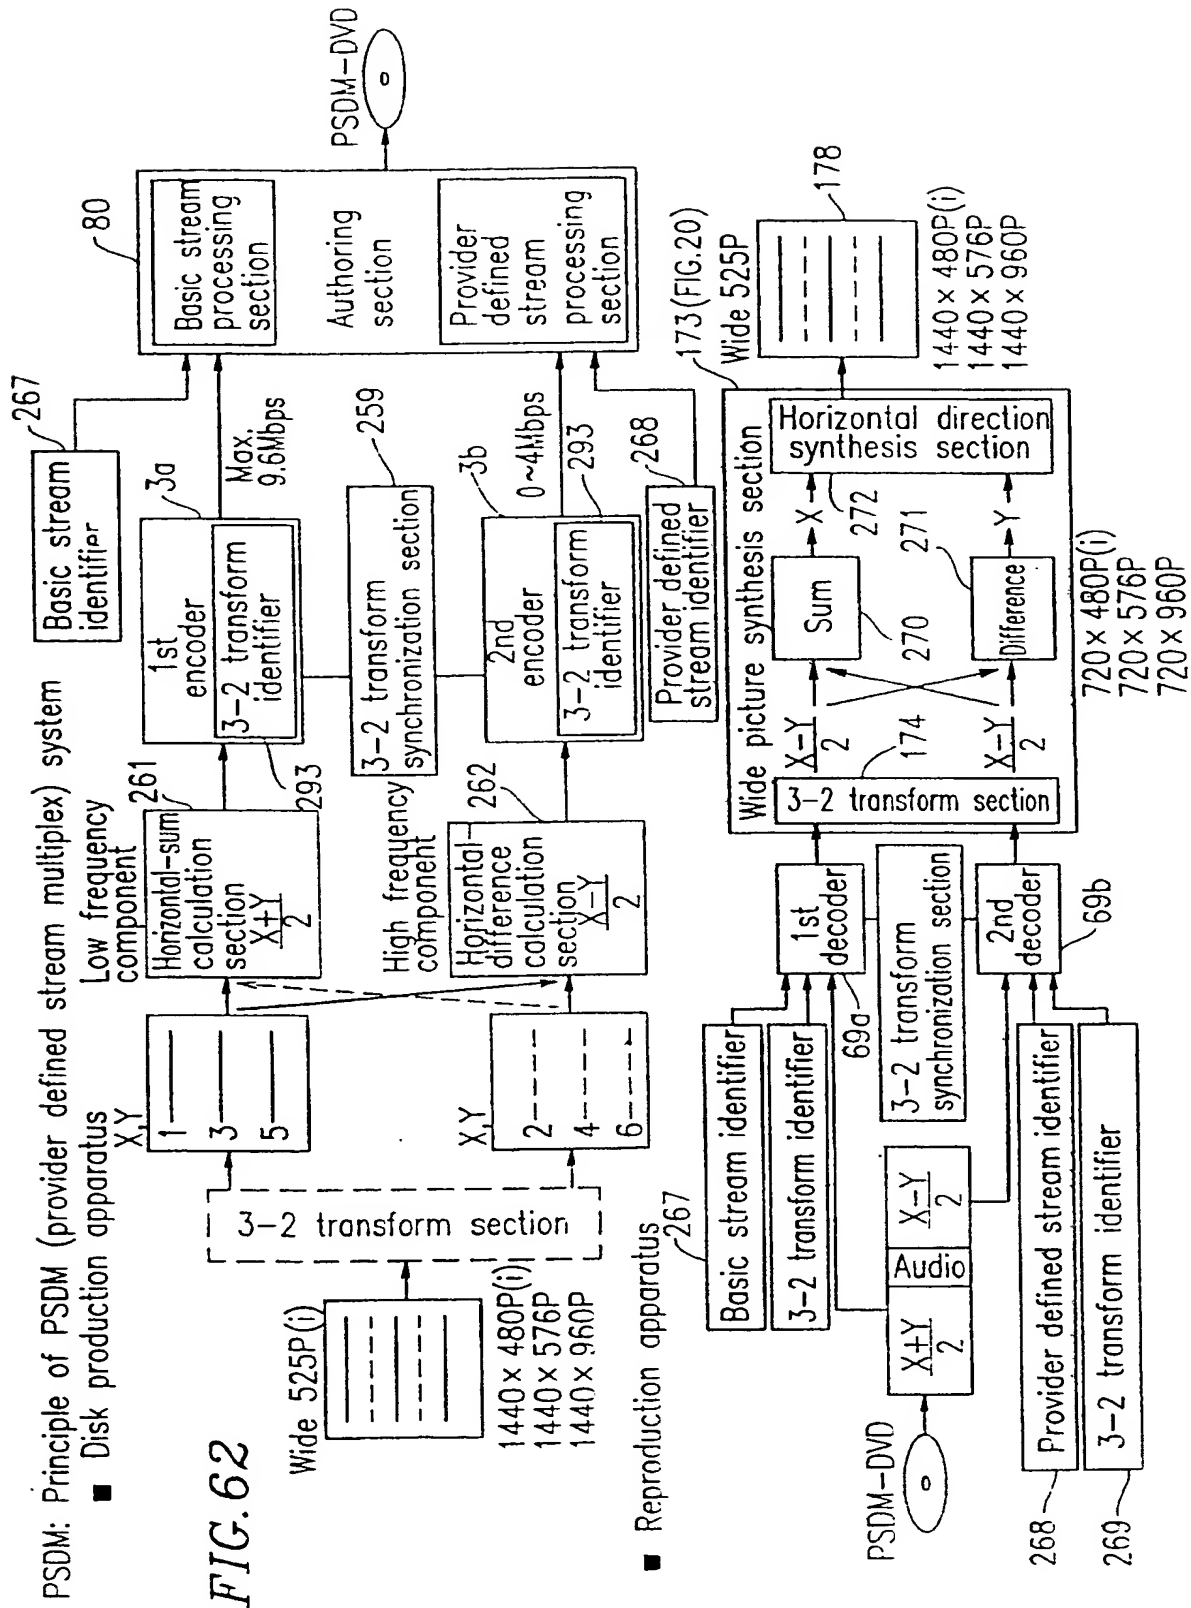 PSDM: Principle of PSDM (provider defined stream multiplex) system
■ Disk production apparatus
FIG.62
Wide 525P(i)
1440×480P(i)
1440×576P
1440×960P
3-2 transform section
X,Y
1
3
5
X,Y
2
4
6
Low frequency
component
261
Horizontal-sum
calculation
section
X+Y
2
High frequency
component
262
Horizontal-
difference
calculation
section
X-Y
2
293
1st
encoder
3a
3-2 transform
identifier
259
3-2 transform
synchronization section
2nd
encoder
3b
3-2 transform
identifier
293
Basic stream
identifier
267
Max.
9.6Mbps
0~4Mbps
268
Provider defined
stream identifier
80
Basic stream
processing
section
Authoring
section
Provider
defined
stream
processing
section
PSDM-DVD
■ Reproduction apparatus
PSDM-DVD
X+Y
2
Audio
X-Y
2
267
Basic stream identifier
3-2 transform identifier
268
Provider defined stream identifier
269
3-2 transform identifier
69a
1st
decoder
3-2 transform
synchronization section
2nd
decoder
69b
173(FIG.20)
Wide picture synthesis section
3-2 transform section
174
X-Y
2
X-Y
2
Sum
270
Difference
271
X
Y
272
Horizontal direction
synthesis section
720×480P(i)
720×576P
720×960P
Wide 525P
178
1440×480P(i)
1440×576P
1440×960P